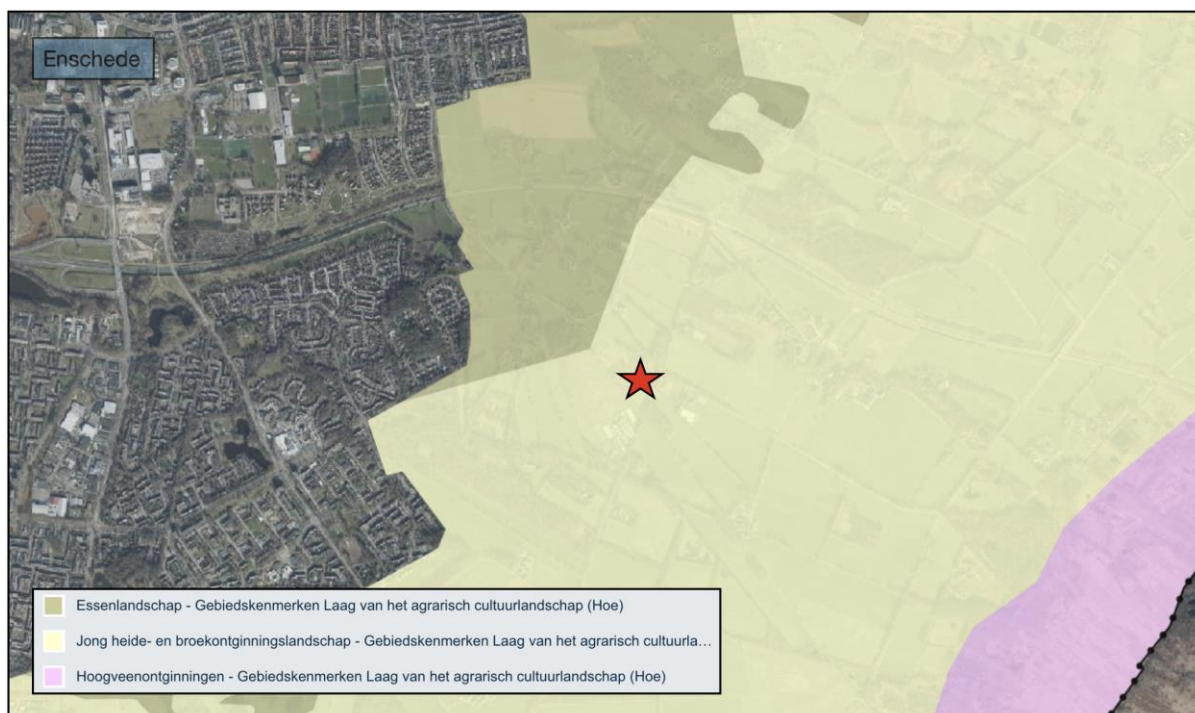 Enschede
Essenlandschap - Gebiedskenmerken Laag van het agrarisch cultuurlandschap (Hoe)
Jong heide- en broekontginningslandschap - Gebiedskenmerken Laag van het agrarisch cultuurla...
Hoogveenontginningen - Gebiedskenmerken Laag van het agrarisch cultuurlandschap (Hoe)